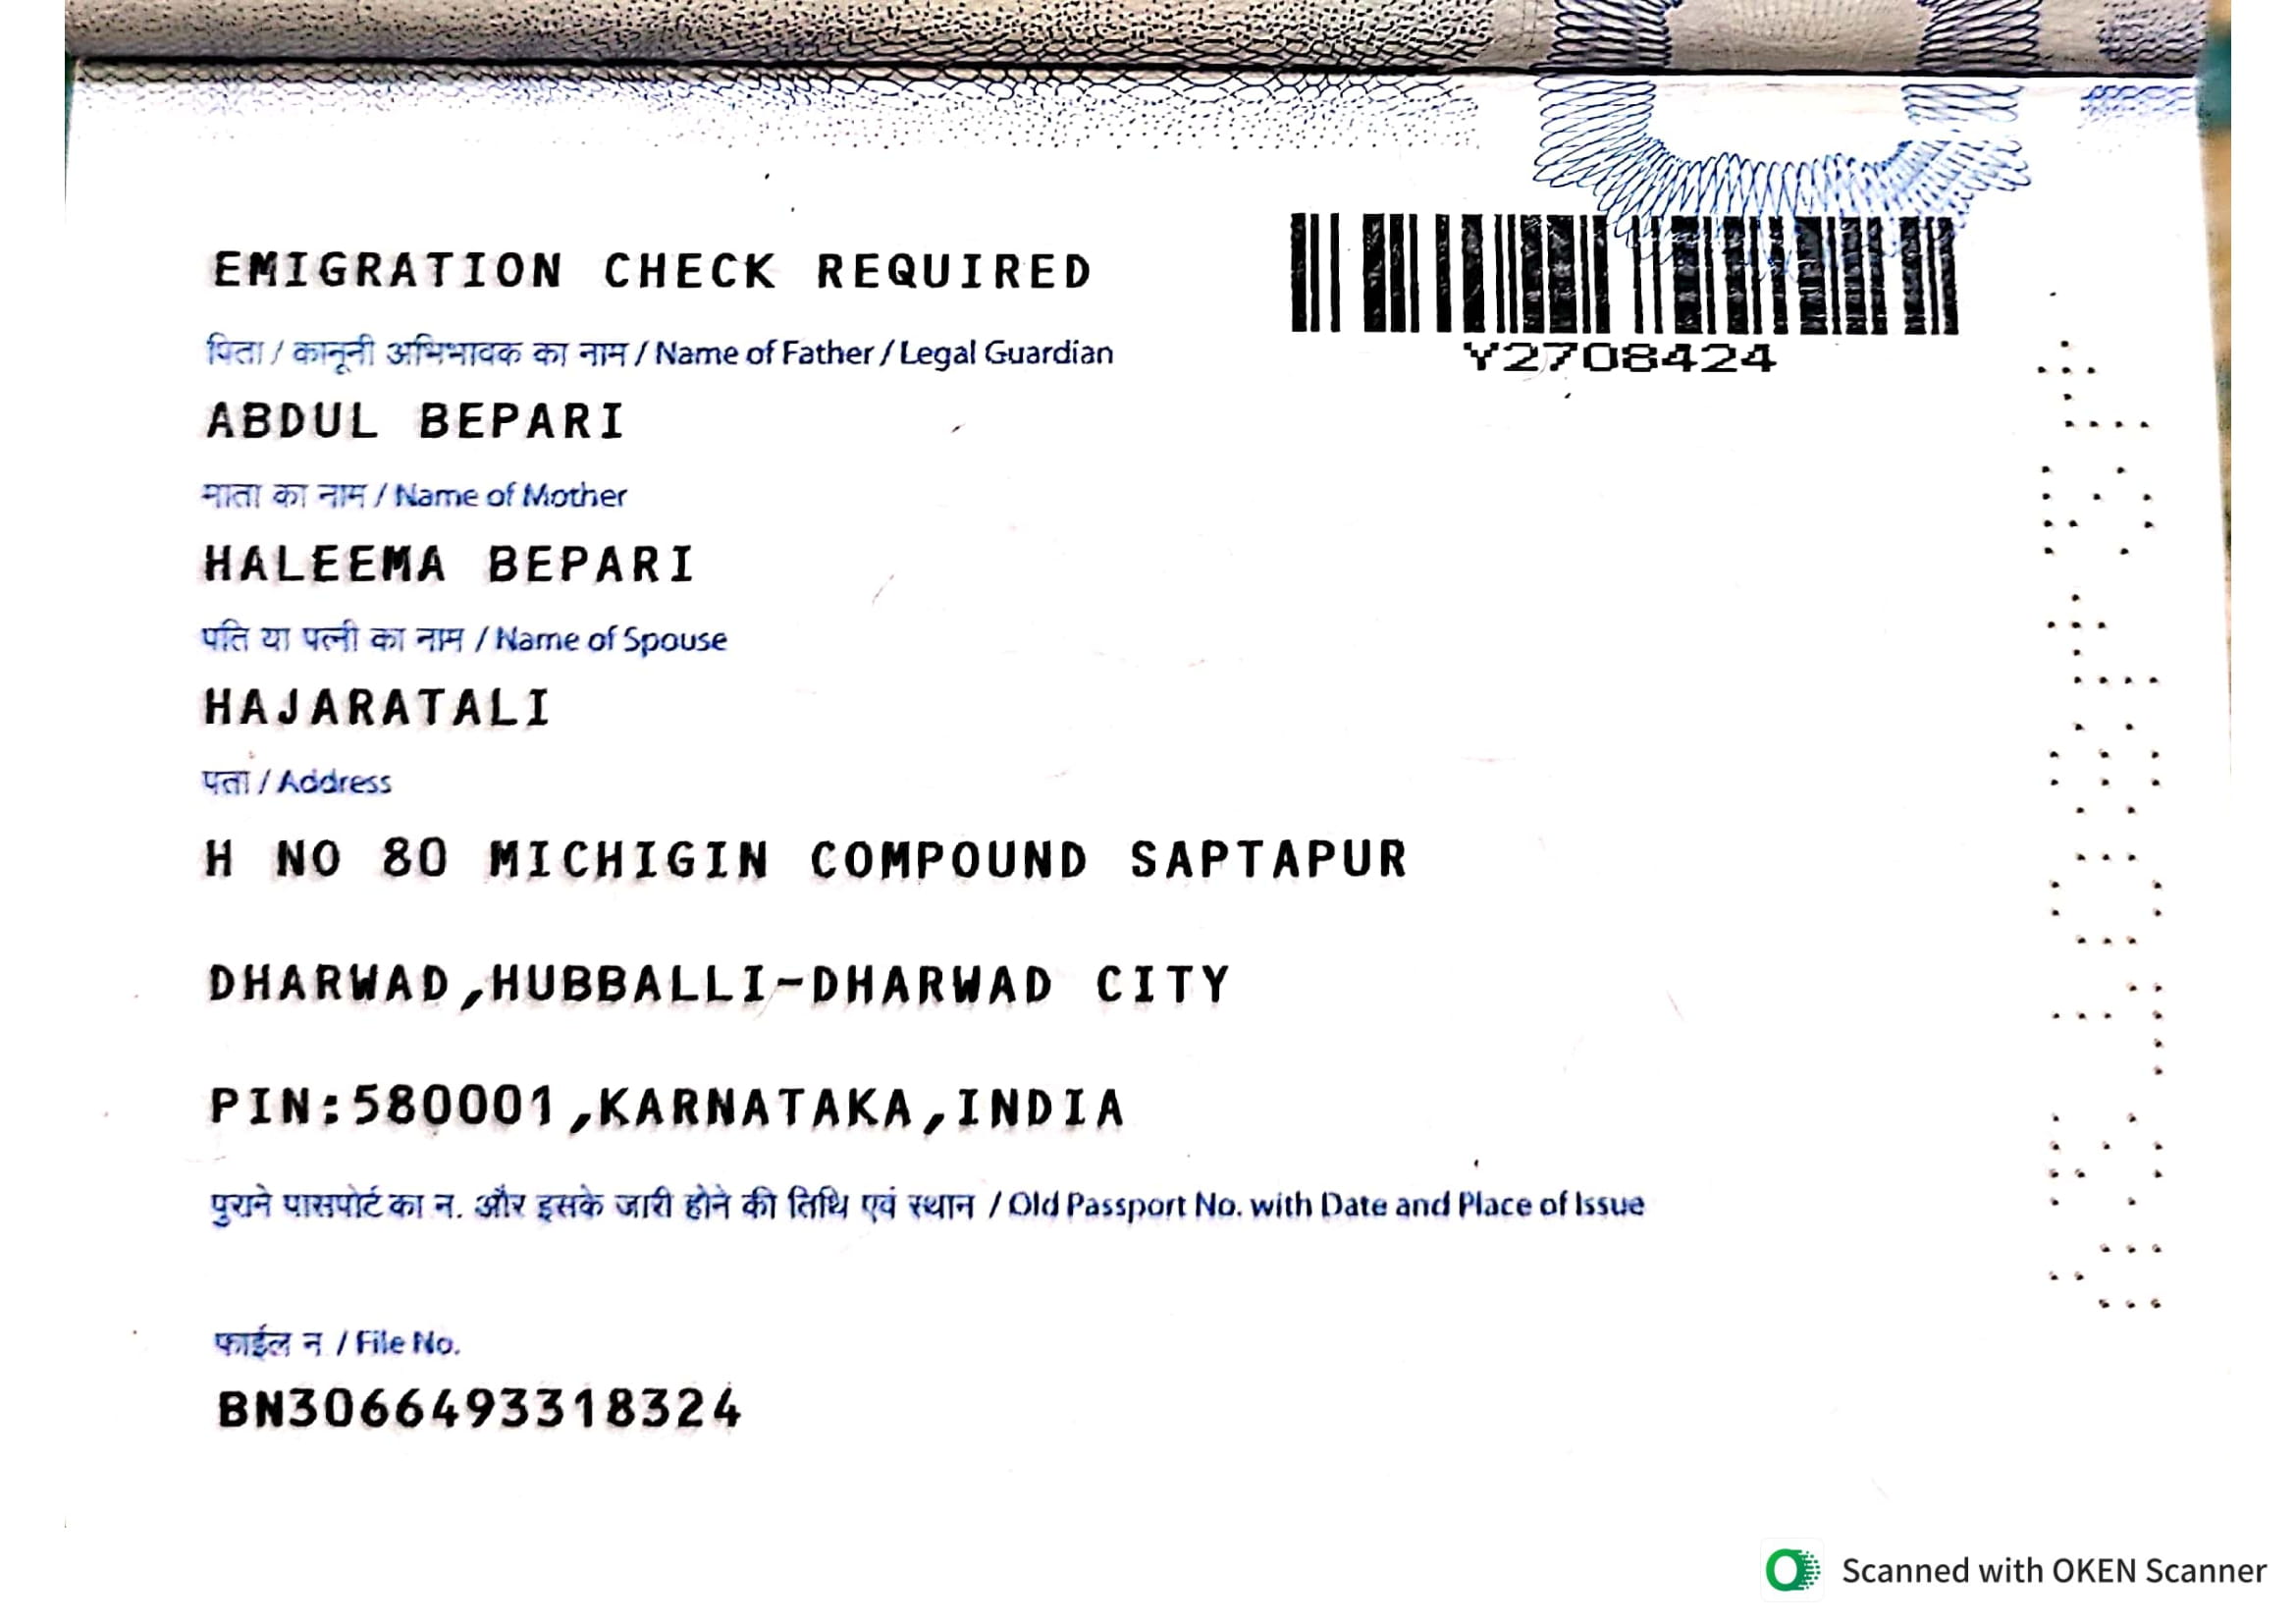 EMIGRATION CHECK REQUIRED
Y2708424
पिता / कानूनी अभिभावक का नाम / Name of Father / Legal Guardian
ABDUL BEPARI
माता का नाम / Name of Mother
HALEEMA BEPARI
पति या पत्नी का नाम / Name of Spouse
HAJARATALI
पता / Address
H NO 80 MICHIGIN COMPOUND SAPTAPUR
DHARWAD,HUBBALLI-DHARWAD CITY
PIN:580001,KARNATAKA,INDIA
पुराने पासपोर्ट का न. और इसके जारी होने की तिथि एवं स्थान / Old Passport No. with Date and Place of Issue
फाईल न / File No.
BN3066493318324
Scanned with OKEN Scanner